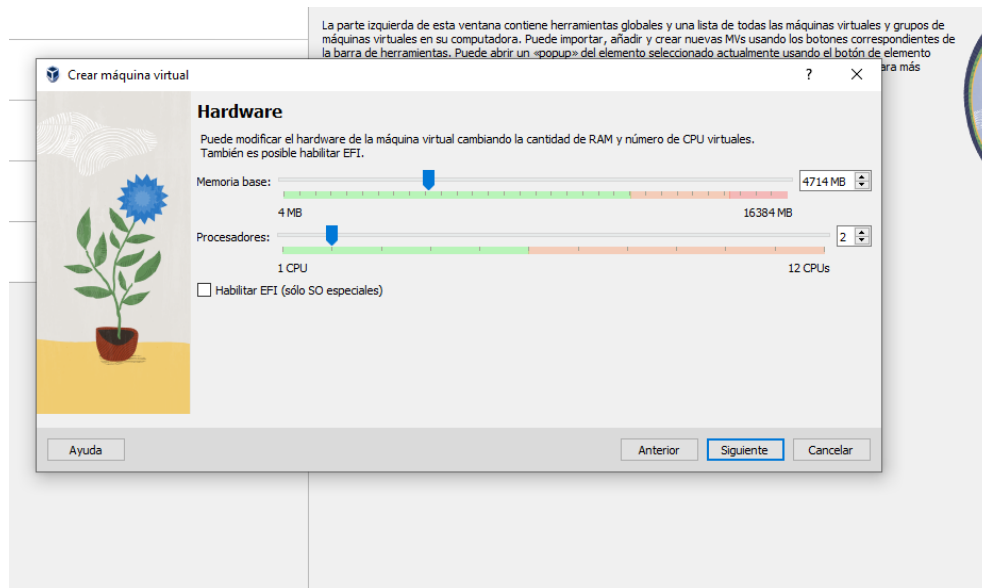 La parte izquierda de esta ventana contiene herramientas globales y una lista de todas las máquinas virtuales y grupos de
máquinas virtuales en su computadora. Puede importar, añadir y crear nuevas MVs usando los botones correspondientes de
la barra de herramientas. Puede abrir un «popup» del elemento seleccionado actualmente usando el botón de elemento
ara más
Crear máquina virtual
?
Hardware
Puede modificar el hardware de la máquina virtual cambiando la cantidad de RAM y número de CPU virtuales.
También es posible habilitar EFI.
Memoria base:
4714 MB
4 MB
16384 MB
Procesadores:
2
1 CPU
12 CPUs
Habilitar EFI (sólo SO especiales)
Ayuda
Anterior
Siguiente
Cancelar